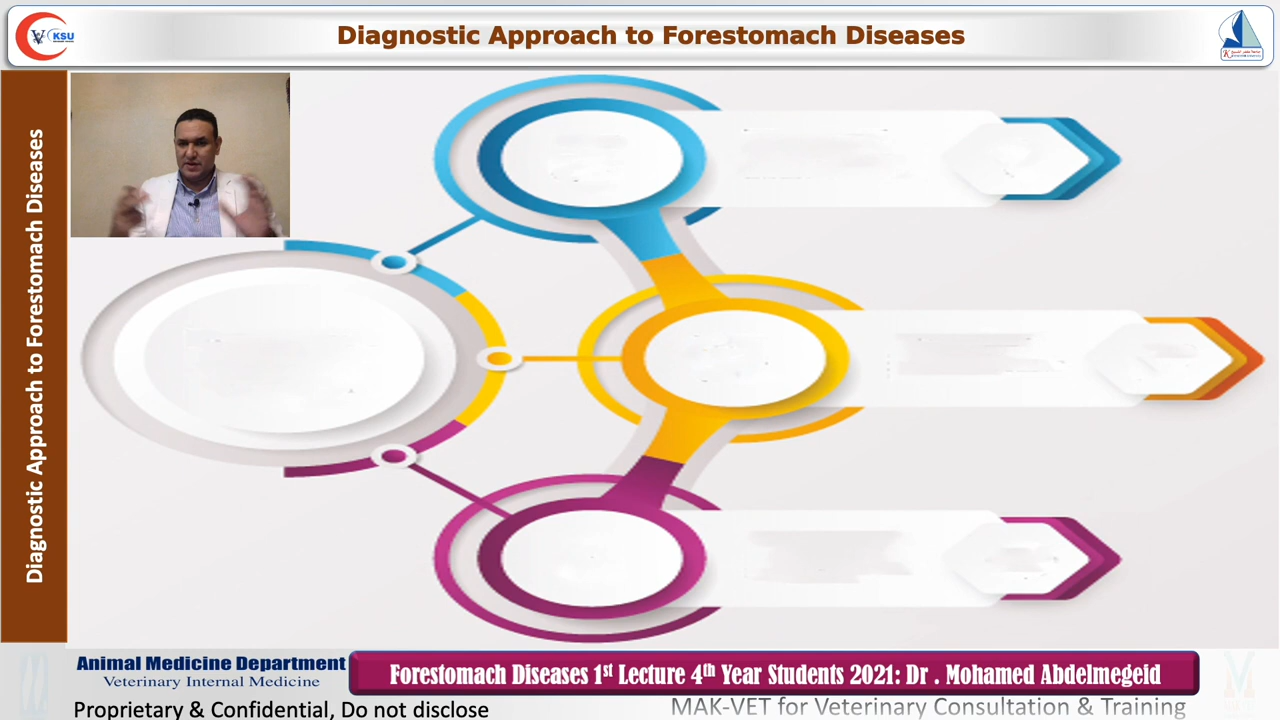 KSU
Diagnostic Approach to Forestomach Diseases
Diagnostic Approach to Forestomach Diseases
Animal Medicine Department
Veterinary Internal Medicine
Forestomach Diseases 1st Lecture 4th Year Students 2021: Dr . Mohamed Abdelmegeid
Proprietary & Confidential, Do not disclose
MAK-VET for Veterinary Consultation & Training